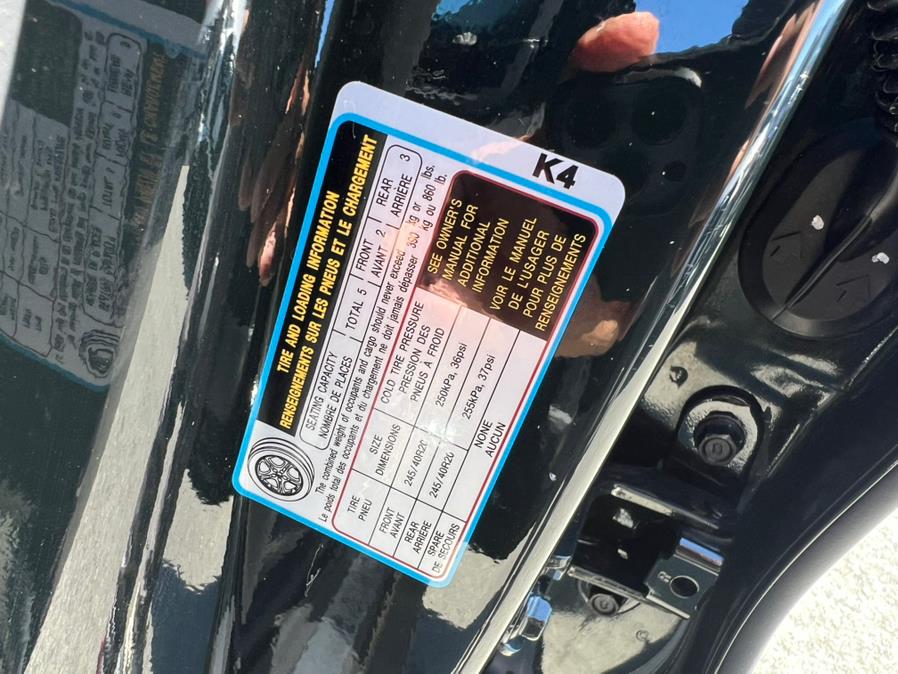 K4
TIRE AND LOADING INFORMATION
RENSEIGNEMENTS SUR LES PNEUS ET LE CHARGEMENT
SEATING CAPACITY
NOMBRE DE PLACES
TOTAL 5
FRONT
AVANT 2
REAR
ARRIÈRE 3
The combined weight of occupants and cargo should never exceed kg or 860 lbs.
Le poids total des occupants et du chargement ne doit jamais dépasser kg ou 860 lb.
TIRE
PNEU
SIZE
DIMENSIONS
COLD TIRE PRESSURE
PRESSION DES
PNEUS À FROID
SEE OWNER'S
MANUAL FOR
ADDITIONAL
INFORMATION
VOIR LE MANUEL
DE L'USAGER
POUR PLUS DE
RENSEIGNEMENTS
FRONT
AVANT
245/40R20
250kPa, 36psi
REAR
ARRIÈRE
245/40R20
255kPa, 37psi
SPARE
DE SECOURS
NONE
AUCUN